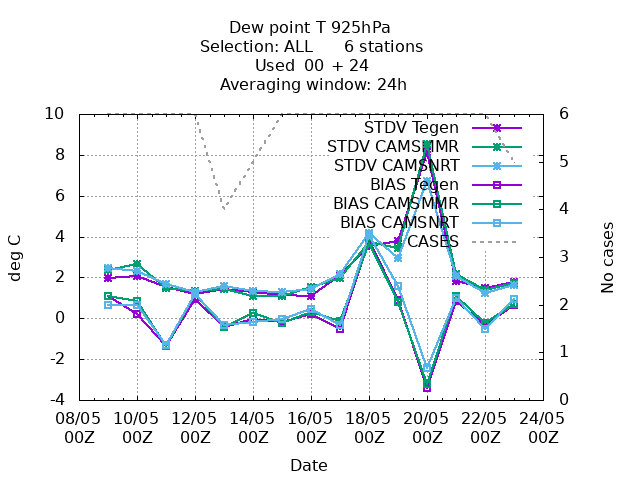 Dew point T 925hPa
Selection: ALL      6 stations
Used  00 + 24
Averaging window: 24h
10
8
6
4
2
0
-2
-4
deg C
6
5
4
3
2
1
0
No cases
STDV Tegen
STDV CAMSMMR
STDV CAMSNRT
BIAS Tegen
BIAS CAMSMMR
BIAS CAMSNRT
CASES
08/05 10/05 12/05 14/05 16/05 18/05 20/05 22/05 24/05
00Z 00Z 00Z 00Z 00Z 00Z 00Z 00Z 00Z
Date